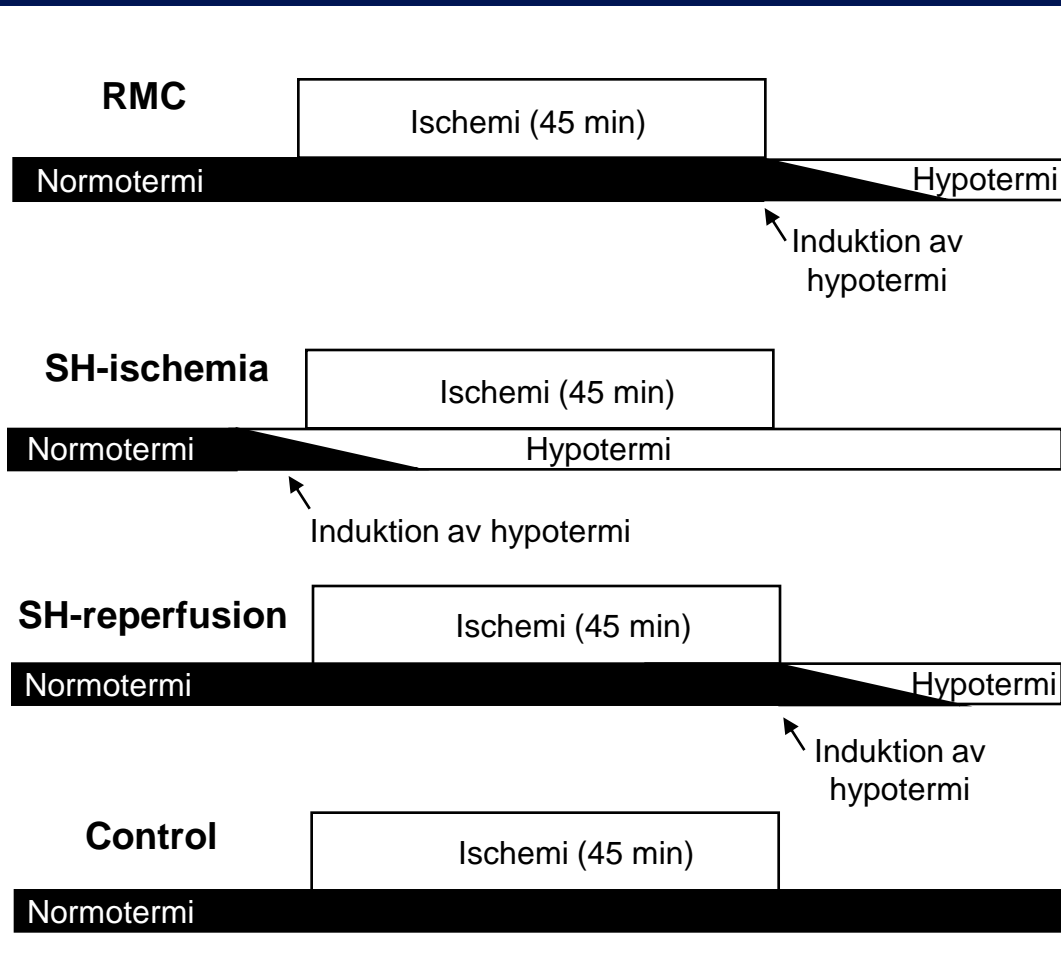 RMC
Ischemi (45 min)
Normotermi
Hypotermi
Induktion av
hypotermi
SH-ischemia
Ischemi (45 min)
Normotermi
Hypotermi
Induktion av hypotermi
SH-reperfusion
Ischemi (45 min)
Normotermi
Hypotermi
Induktion av
hypotermi
Control
Ischemi (45 min)
Normotermi